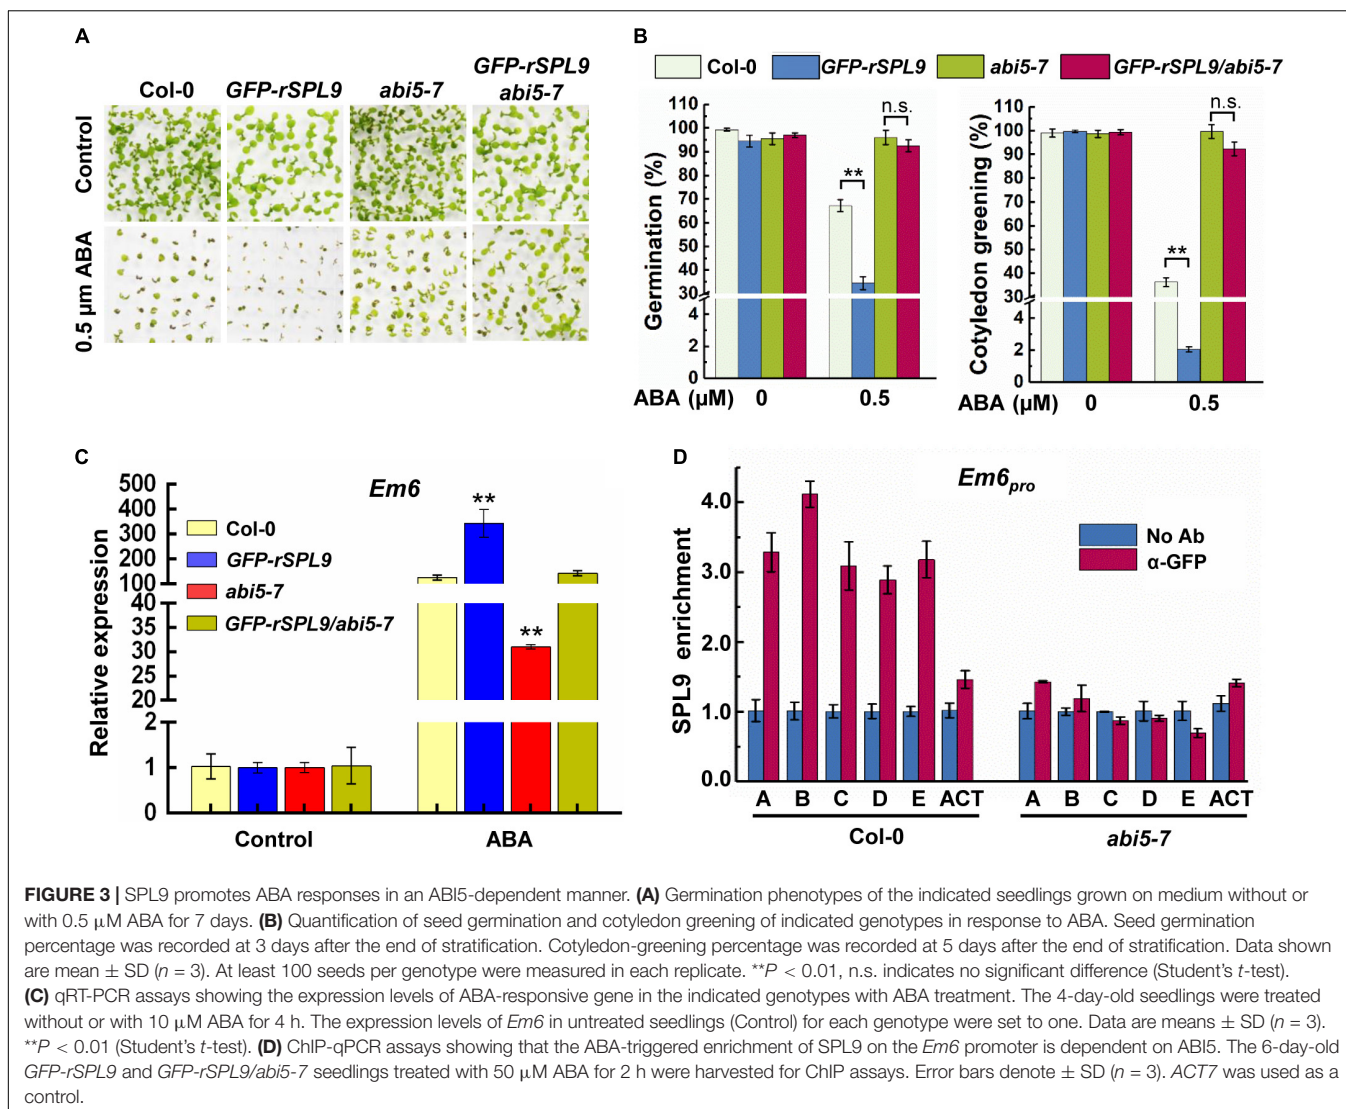 A
Col-0
GFP-rSPL9
abi5-7
GFP-rSPL9
abi5-7
Control
0.5 µm ABA
B
Col-0
GFP-rSPL9
abi5-7
GFP-rSPL9/abi5-7
Germination (%)
110
100
90
80
70
60
50
40
30
6
4
2
0
**
n.s.
ABA (µM)
0
0.5
Cotyledon greening (%)
110
100
90
80
70
60
50
40
30
6
4
2
0
**
n.s.
ABA (µM)
0
0.5
C
Em6
Relative expression
500
400
300
200
100
40
35
30
25
20
2
1
0
Col-0
GFP-rSPL9
abi5-7
GFP-rSPL9/abi5-7
**
**
Control
ABA
D
Em6pro
SPL9 enrichment
4.0
3.0
2.0
1.0
0.0
No Ab
α-GFP
A B C D E ACT
A B C D E ACT
Col-0
abi5-7
FIGURE 3 | SPL9 promotes ABA responses in an ABI5-dependent manner. (A) Germination phenotypes of the indicated seedlings grown on medium without or
with 0.5 µM ABA for 7 days. (B) Quantification of seed germination and cotyledon greening of indicated genotypes in response to ABA. Seed germination
percentage was recorded at 3 days after the end of stratification. Cotyledon-greening percentage was recorded at 5 days after the end of stratification. Data shown
are mean ± SD (n = 3). At least 100 seeds per genotype were measured in each replicate. **P < 0.01, n.s. indicates no significant difference (Student's t-test).
(C) qRT-PCR assays showing the expression levels of ABA-responsive gene in the indicated genotypes with ABA treatment. The 4-day-old seedlings were treated
without or with 10 µM ABA for 4 h. The expression levels of Em6 in untreated seedlings (Control) for each genotype were set to one. Data are means ± SD (n = 3).
**P < 0.01 (Student's t-test). (D) ChIP-qPCR assays showing that the ABA-triggered enrichment of SPL9 on the Em6 promoter is dependent on ABI5. The 6-day-old
GFP-rSPL9 and GFP-rSPL9/abi5-7 seedlings treated with 50 µM ABA for 2 h were harvested for ChIP assays. Error bars denote ± SD (n = 3). ACT7 was used as a
control.